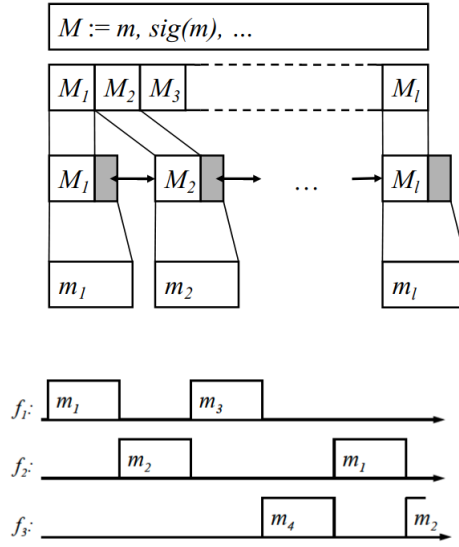 M := m, sig(m), ...
M1 M2 M3 Ml
M1 M2 ... Ml
m1 m2 ml
f1: m1 m3
f2: m2 m1
f3: m4 m2